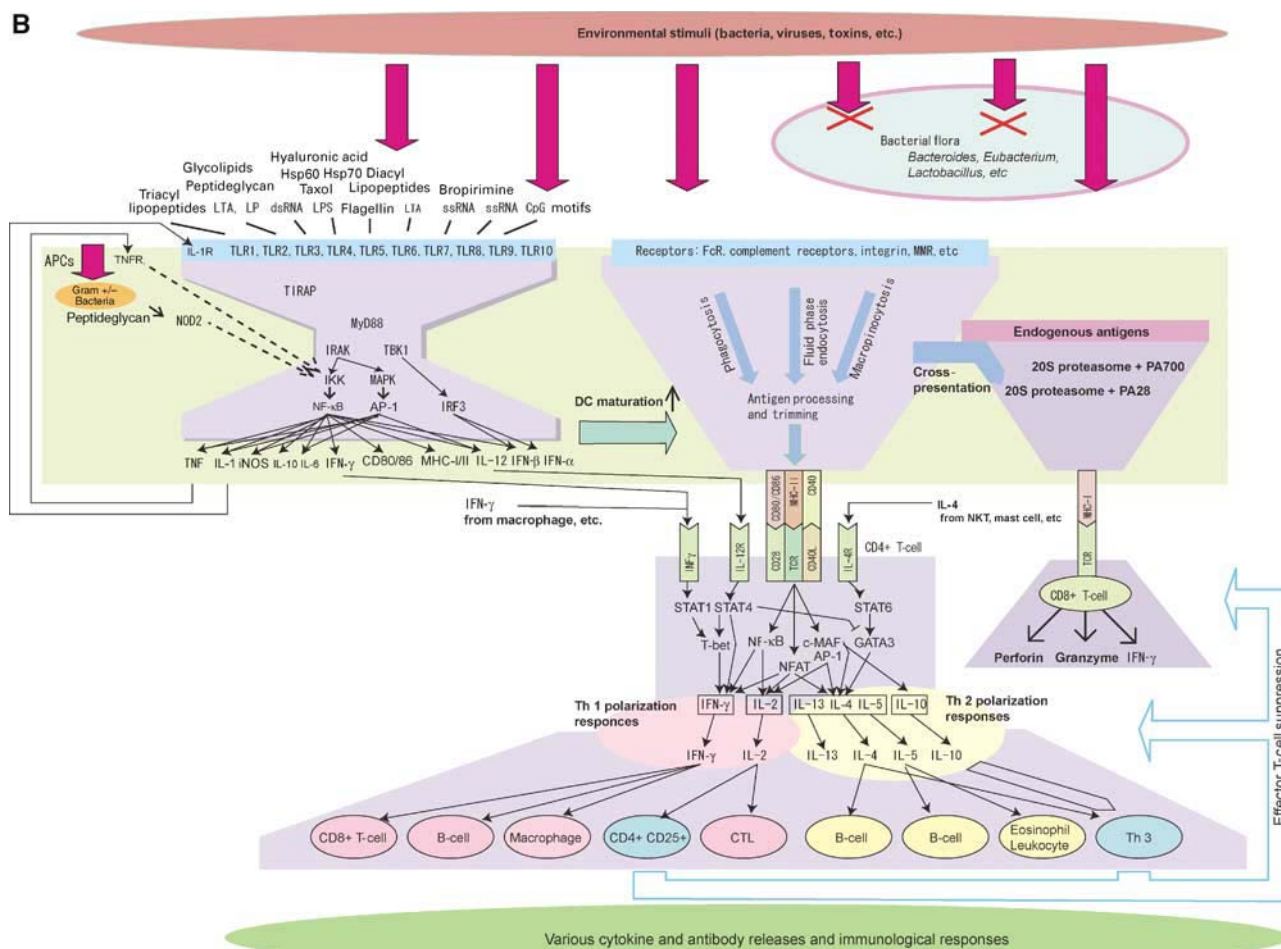 B
Environmental stimuli (bacteria, viruses, toxins, etc.)
Bacterial flora
Bacteroides, Eubacterium,
Lactobacillus, etc
Hyaluronic acid
Glycolipids Hsp60 Hsp70 Diacyl
Triacyl Peptideglycan Taxol Lipopeptides Bropirimine
lipopeptides LTA, LP dsRNA LPS Flagellin LTA ssRNA ssRNA CpG motifs
IL-1R TLR1, TLR2, TLR3, TLR4, TLR5, TLR6, TLR7, TLR8, TLR9, TLR10
Receptors: FcR, complement receptors, integrin, MNR, etc
APCs
TNFR
Gram +/–
Bacteria
Peptideglycan
NOD2
TIRAP
MyD88
IRAK TBK1
IKK MAPK
NF-κB AP-1 IRF3
TNF IL-1 iNOS IL-10 IL-6 IFN-γ CD80/86 MHC-I/II IL-12 IFN-β IFN-α
DC maturation
Phagocytosis
Fluid phase
endocytosis
Macropinocytosis
Antigen processing
and trimming
Cross-
presentation
Endogenous antigens
20S proteasome + PA700
20S proteasome + PA28
IFN-γ
from macrophage, etc.
CD80/CD86
MHC-II
CD40
IL-4
from NKT, mast cell, etc
MHC-I
INFγ
IL-12R
CD28
TCR
CD40L
IL-4R
CD4+ T-cell
TCR
CD8+ T-cell
Perforin Granzyme IFN-γ
STAT1 STAT4 STAT6
T-bet NF-κB c-MAF GATA3
AP-1
NFAT
Th 1 polarization
responces
IFN-γ IL-2 IL-13 IL-4 IL-5 IL-10
Th 2 polarization
responses
IFN-γ IL-2 IL-13 IL-4 IL-5 IL-10
CD8+ T-cell B-cell Macrophage CD4+ CD25+ CTL B-cell B-cell Eosinophil
Leukocyte Th 3
Effector T-cell suppression
Various cytokine and antibody releases and immunological responses